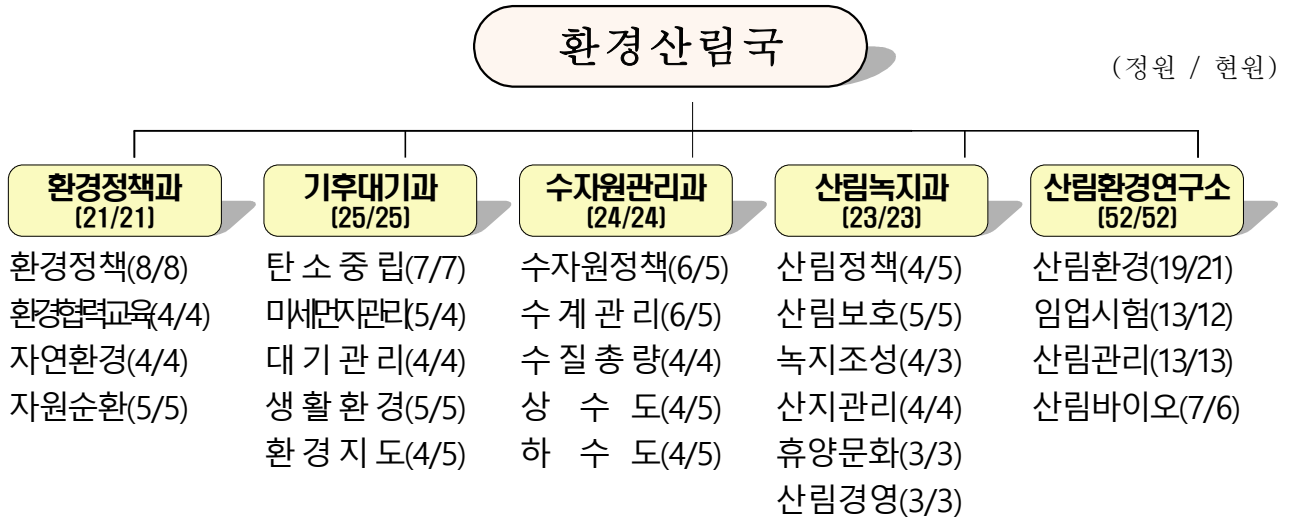 환경산림국
(정원 / 현원)
환경정책과
(21/21)
환경정책(8/8)
환경협력교육(4/4)
자연환경(4/4)
자원순환(5/5)
기후대기과
(25/25)
탄 소 중 립(7/7)
미세먼지관리(5/4)
대 기 관 리(4/4)
생 활 환 경(5/5)
환 경 지 도(4/5)
수자원관리과
(24/24)
수자원정책(6/5)
수 계 관 리(6/5)
수 질 총 량(4/4)
상 수 도(4/5)
하 수 도(4/5)
산림녹지과
(23/23)
산림정책(4/5)
산림보호(5/5)
녹지조성(4/3)
산지관리(4/4)
휴양문화(3/3)
산림경영(3/3)
산림환경연구소
(52/52)
산림환경(19/21)
임업시험(13/12)
산림관리(13/13)
산림바이오(7/6)